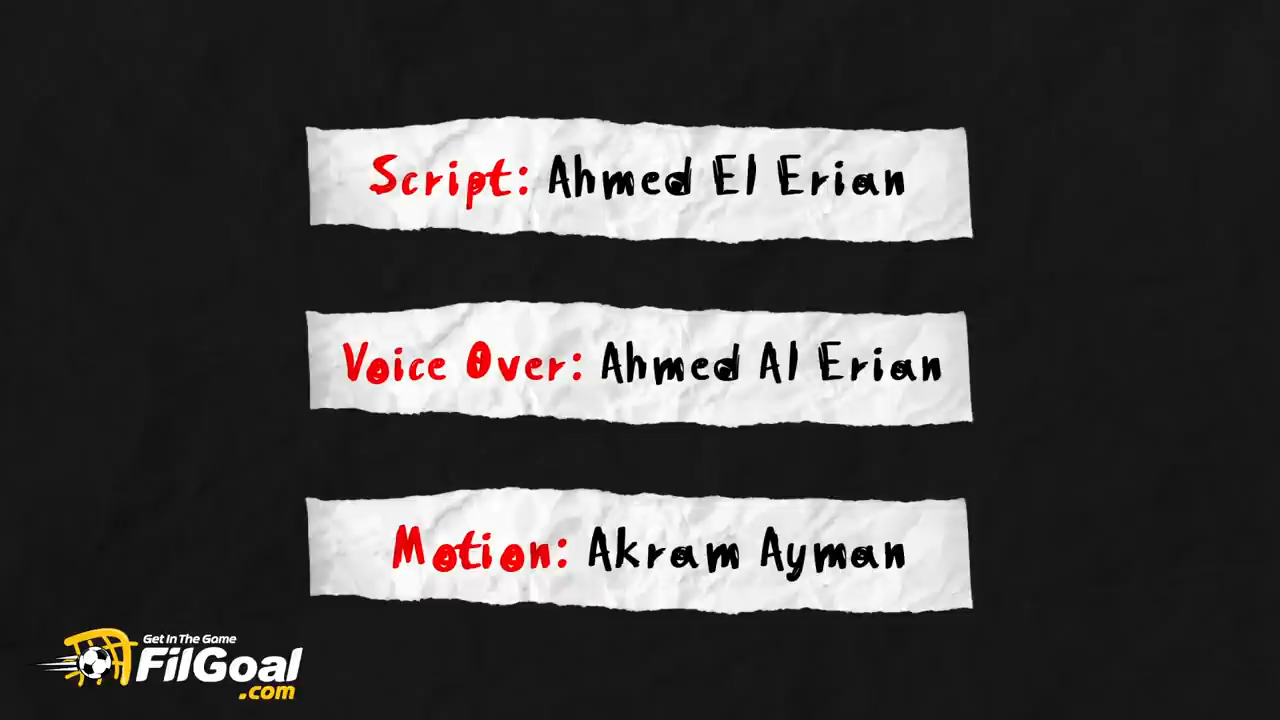 Script: Ahmed El Erian
Voice Over: Ahmed Al Erian
Motion: Akram Ayman
Get In The Game
FilGoal
.com